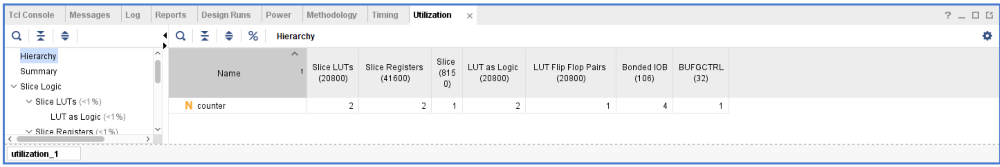 Tcl Console Messages Log Reports Design Runs Power Methodology Timing Utilization × ? 
% Hierarchy
Hierarchy
Summary
Slice Logic
Slice LUTs (<1%)
LUT as Logic (<1%)
Slice Registers (<1%)
Name 1
Slice LUTs
(20800)
Slice Registers
(41600)
Slice
(815
0)
LUT as Logic
(20800)
LUT Flip Flop Pairs
(20800)
Bonded IOB
(106)
BUFGCTRL
(32)
N counter 2 2 1 2 1 4 1
utilization_1